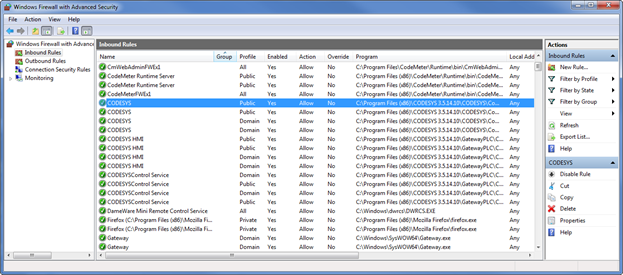 Windows Firewall with Advanced Security
File Action View Help
Windows Firewall with Advanc
Inbound Rules
Outbound Rules
Connection Security Rules
Monitoring
Inbound Rules
Name Group Profile Enabled Action Override Program Local Add
CmWebAdminFWEx1 All Yes Allow No C:\Program Files (x86)\CodeMeter\Runtime\bin\CmWebAdmi... Any
CodeMeter Runtime Server Public Yes Allow No C:\Program Files (x86)\CodeMeter\Runtime\bin\CodeMe... Any
CodeMeter Runtime Server Public Yes Allow No C:\Program Files (x86)\CodeMeter\Runtime\bin\CodeMe... Any
CodeMeterFWEx1 All Yes Allow No C:\Program Files (x86)\CodeMeter\Runtime\bin\CodeMe... Any
CODESYS Public Yes Allow No C:\Program Files (x86)\CODESYS 3.5.14.10\CODESYS\Co... Any
CODESYS Public Yes Allow No C:\Program Files (x86)\CODESYS 3.5.14.10\CODESYS\Co... Any
CODESYS Domain Yes Allow No C:\Program Files (x86)\CODESYS 3.5.14.10\CODESYS\Co... Any
CODESYS Domain Yes Allow No C:\Program Files (x86)\CODESYS 3.5.14.10\CODESYS\Co... Any
CODESYS HMI Public Yes Allow No C:\Program Files (x86)\CODESYS 3.5.14.10\GatewayPLC\C... Any
CODESYS HMI Public Yes Allow No C:\Program Files (x86)\CODESYS 3.5.14.10\GatewayPLC\C... Any
CODESYS HMI Domain Yes Allow No C:\Program Files (x86)\CODESYS 3.5.14.10\GatewayPLC\C... Any
CODESYS HMI Domain Yes Allow No C:\Program Files (x86)\CODESYS 3.5.14.10\GatewayPLC\C... Any
CODESYSControl Service Public Yes Allow No C:\Program Files (x86)\CODESYS 3.5.14.10\GatewayPLC\C... Any
CODESYSControl Service Domain Yes Allow No C:\Program Files (x86)\CODESYS 3.5.14.10\GatewayPLC\C... Any
CODESYSControl Service Public Yes Allow No C:\Program Files (x86)\CODESYS 3.5.14.10\GatewayPLC\C... Any
CODESYSControl Service Domain Yes Allow No C:\Program Files (x86)\CODESYS 3.5.14.10\GatewayPLC\C... Any
DameWare Mini Remote Control Service All Yes Allow No C:\Windows\dwrcs\DWRCS.EXE Any
Firefox (C:\Program Files (x86)\Mozilla Fi... Private Yes Allow No C:\Program Files (x86)\Mozilla Firefox\firefox.exe Any
Firefox (C:\Program Files (x86)\Mozilla Fi... Private Yes Allow No C:\Program Files (x86)\Mozilla Firefox\firefox.exe Any
Gateway Domain Yes Allow No C:\Windows\SysWOW64\Gateway.exe Any
Gateway Domain Yes Allow No C:\Windows\SysWOW64\Gateway.exe Any
Actions
Inbound Rules
New Rule...
Filter by Profile
Filter by State
Filter by Group
View
Refresh
Export List...
Help
CODESYS
Disable Rule
Cut
Copy
Delete
Properties
Help